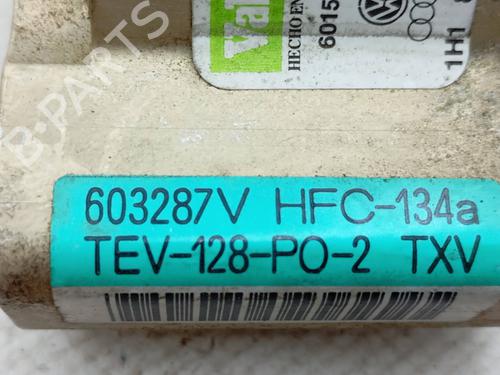 HECHO EN
6015
1H1
603287V HFC-134a
TEV-128-PO-2 TXV
B-PARTS